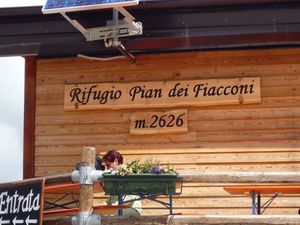 Rifugio Pian dei Fiacconi
m.2626
Entrata